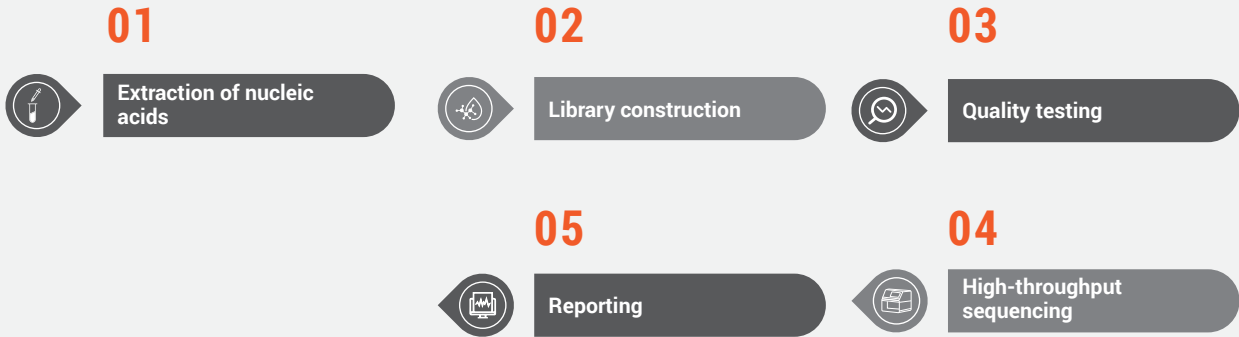 01
Extraction of nucleic
acids
02
Library construction
03
Quality testing
04
High-throughput
sequencing
05
Reporting